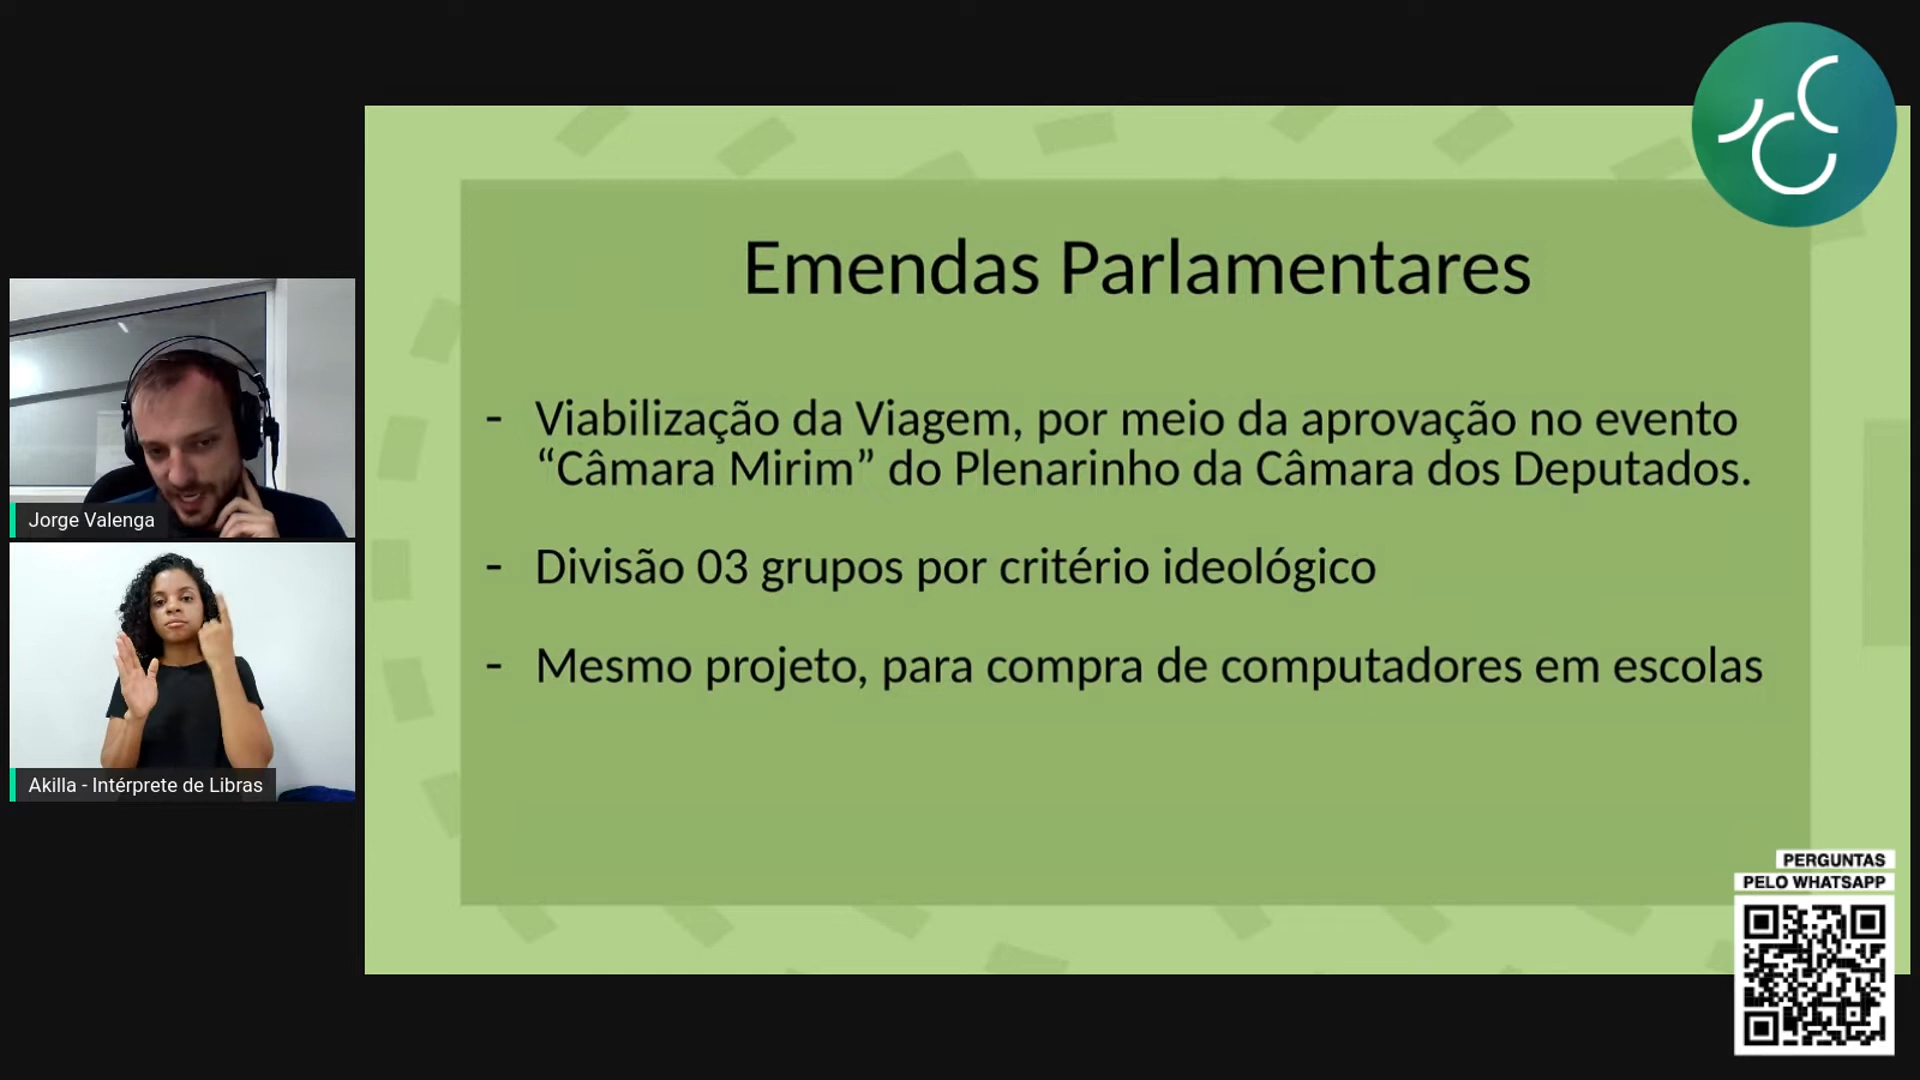 Emendas Parlamentares
- Viabilização da Viagem, por meio da aprovação no evento
“Câmara Mirim” do Plenarinho da Câmara dos Deputados.
- Divisão 03 grupos por critério ideológico
- Mesmo projeto, para compra de computadores em escolas
Jorge Valenga
Akilla - Intérprete de Libras
PERGUNTAS
PELO WHATSAPP